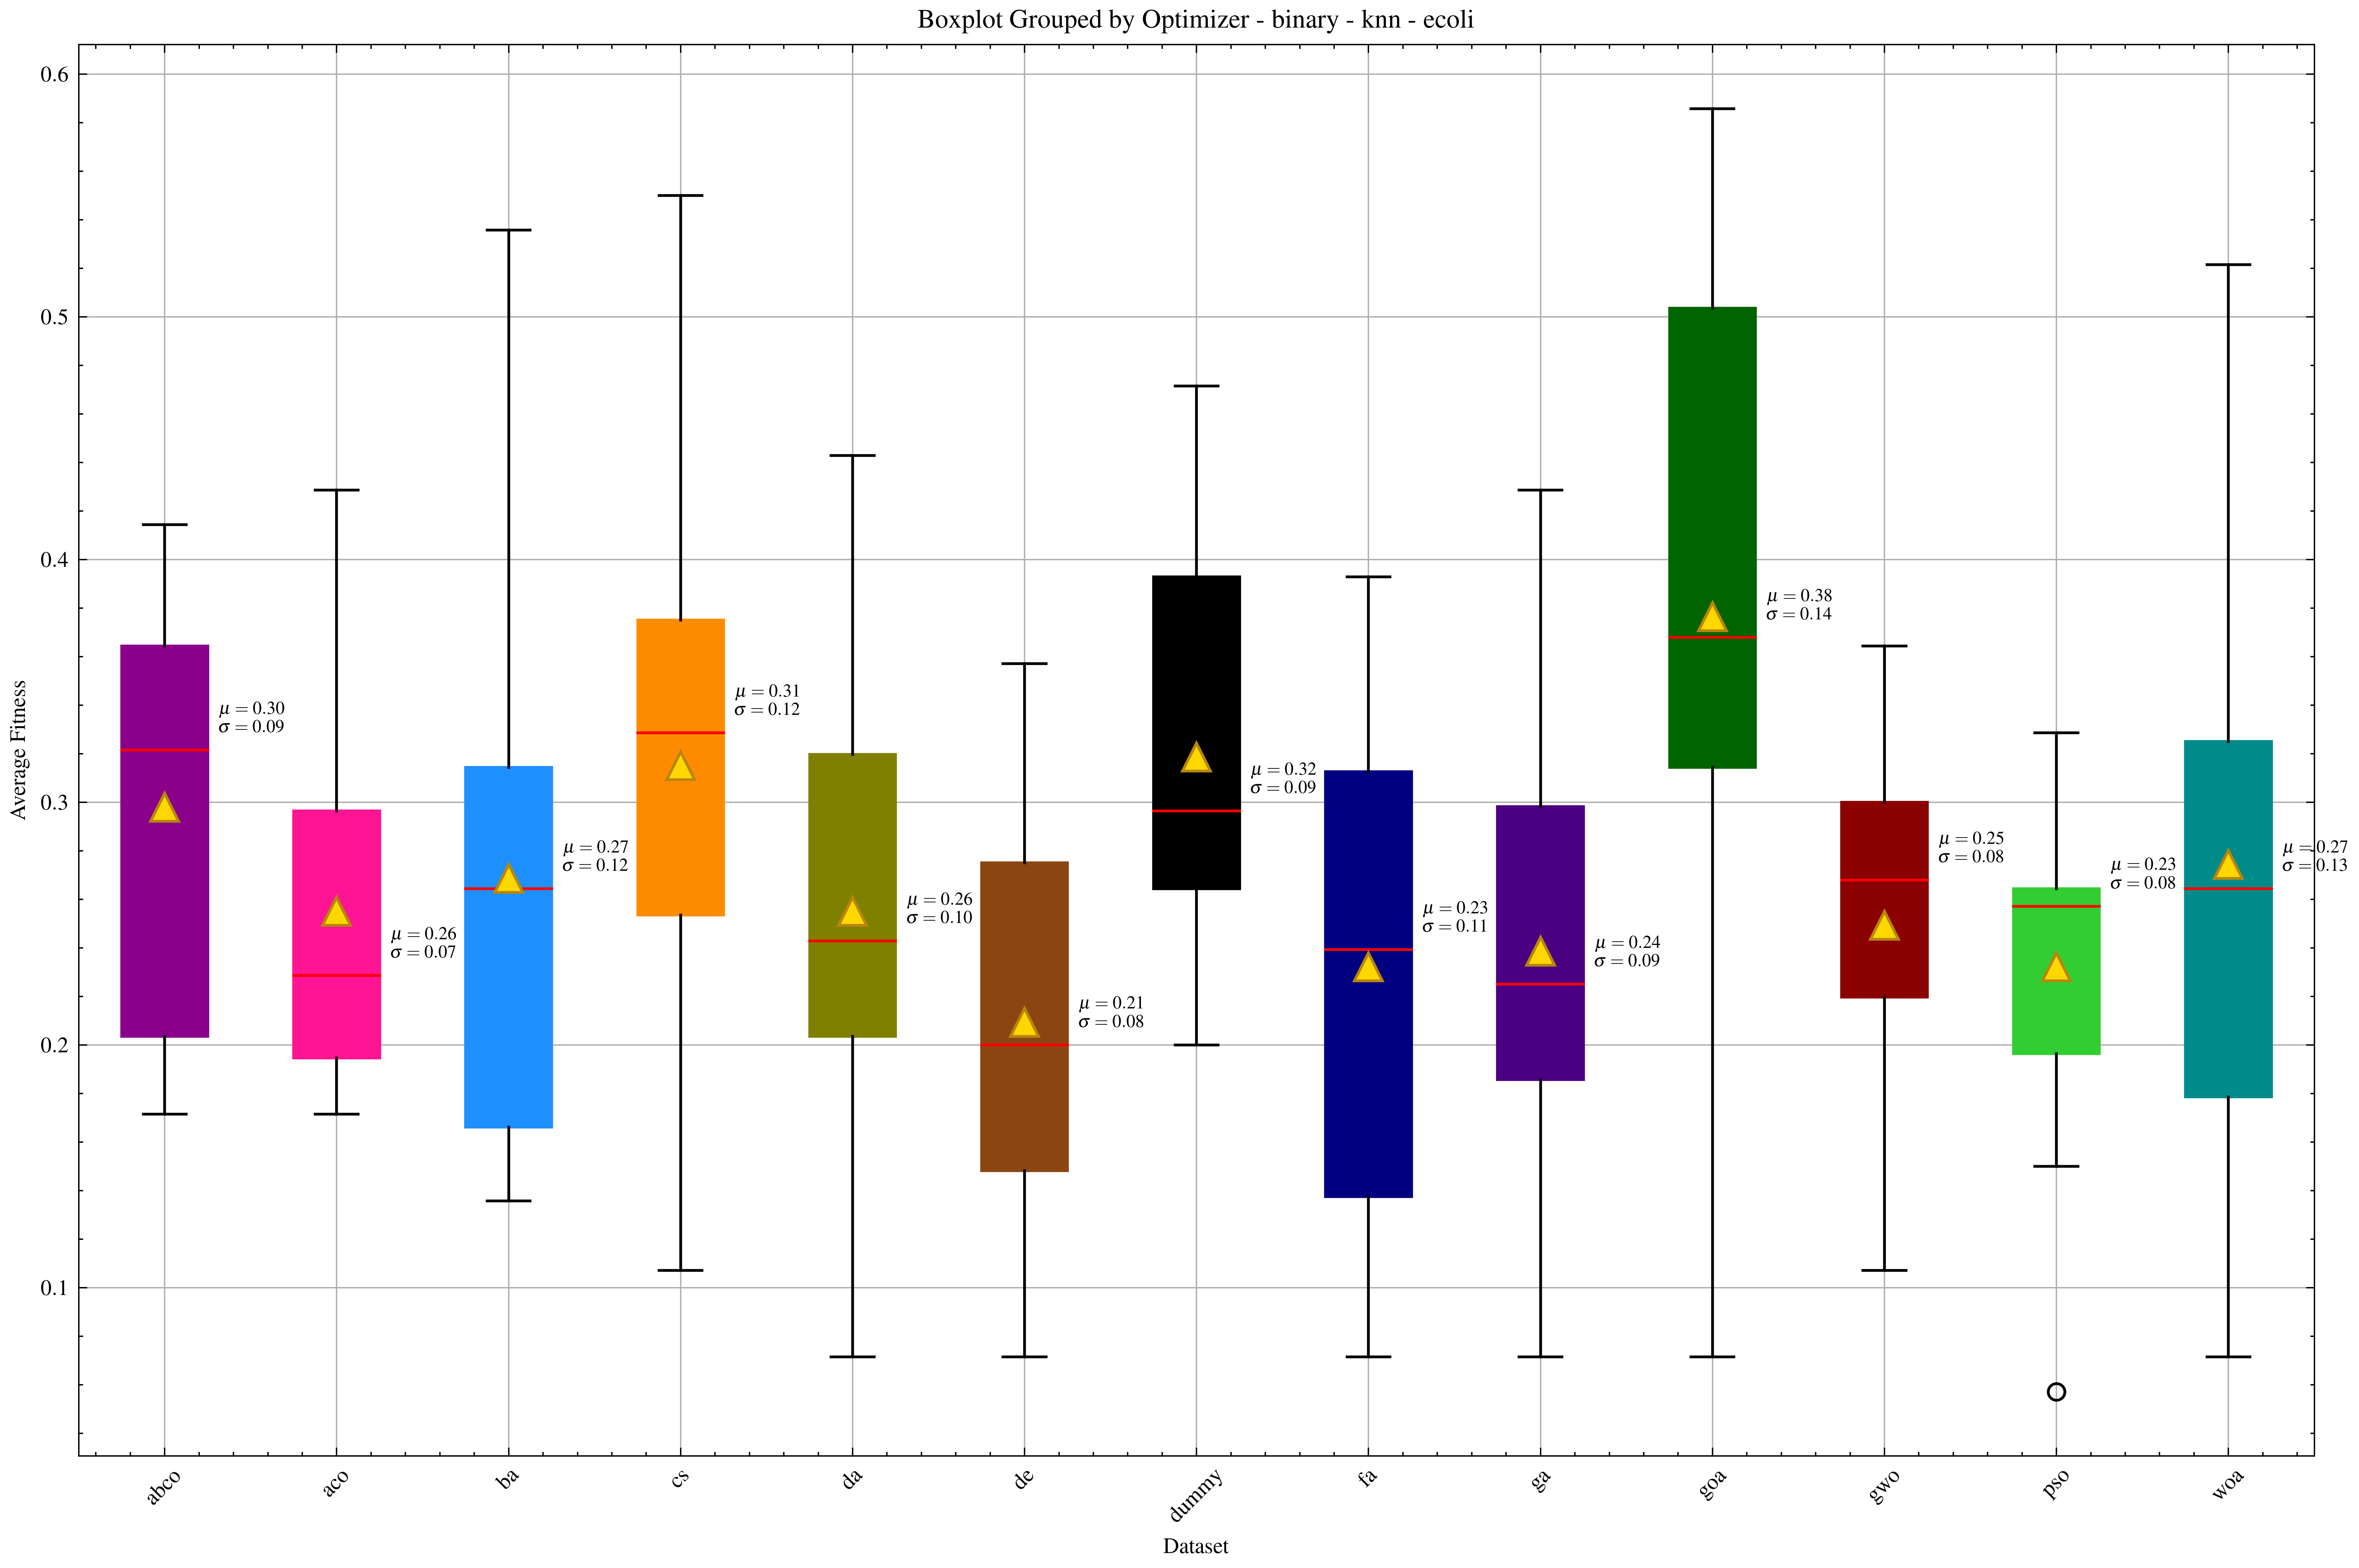 Boxplot Grouped by Optimizer - binary - knn - ecoli
Average Fitness
0.6
0.5
0.4
0.3
0.2
0.1
μ = 0.30
σ = 0.09
μ = 0.26
σ = 0.07
μ = 0.27
σ = 0.12
μ = 0.31
σ = 0.12
μ = 0.26
σ = 0.10
μ = 0.21
σ = 0.08
μ = 0.32
σ = 0.09
μ = 0.23
σ = 0.11
μ = 0.24
σ = 0.09
μ = 0.38
σ = 0.14
μ = 0.25
σ = 0.08
μ = 0.23
σ = 0.08
μ = 0.27
σ = 0.13
abco
aco
ba
cs
da
de
dummy
fa
ga
goa
gwo
pso
woa
Dataset